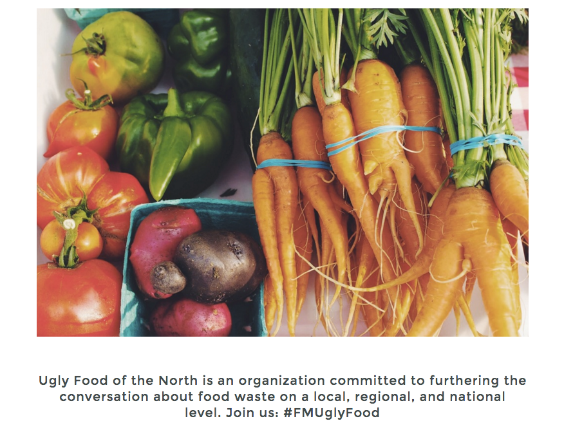 Ugly Food of the North is an organization committed to furthering the
conversation about food waste on a local, regional, and national
level. Join us: #FMUglyFood